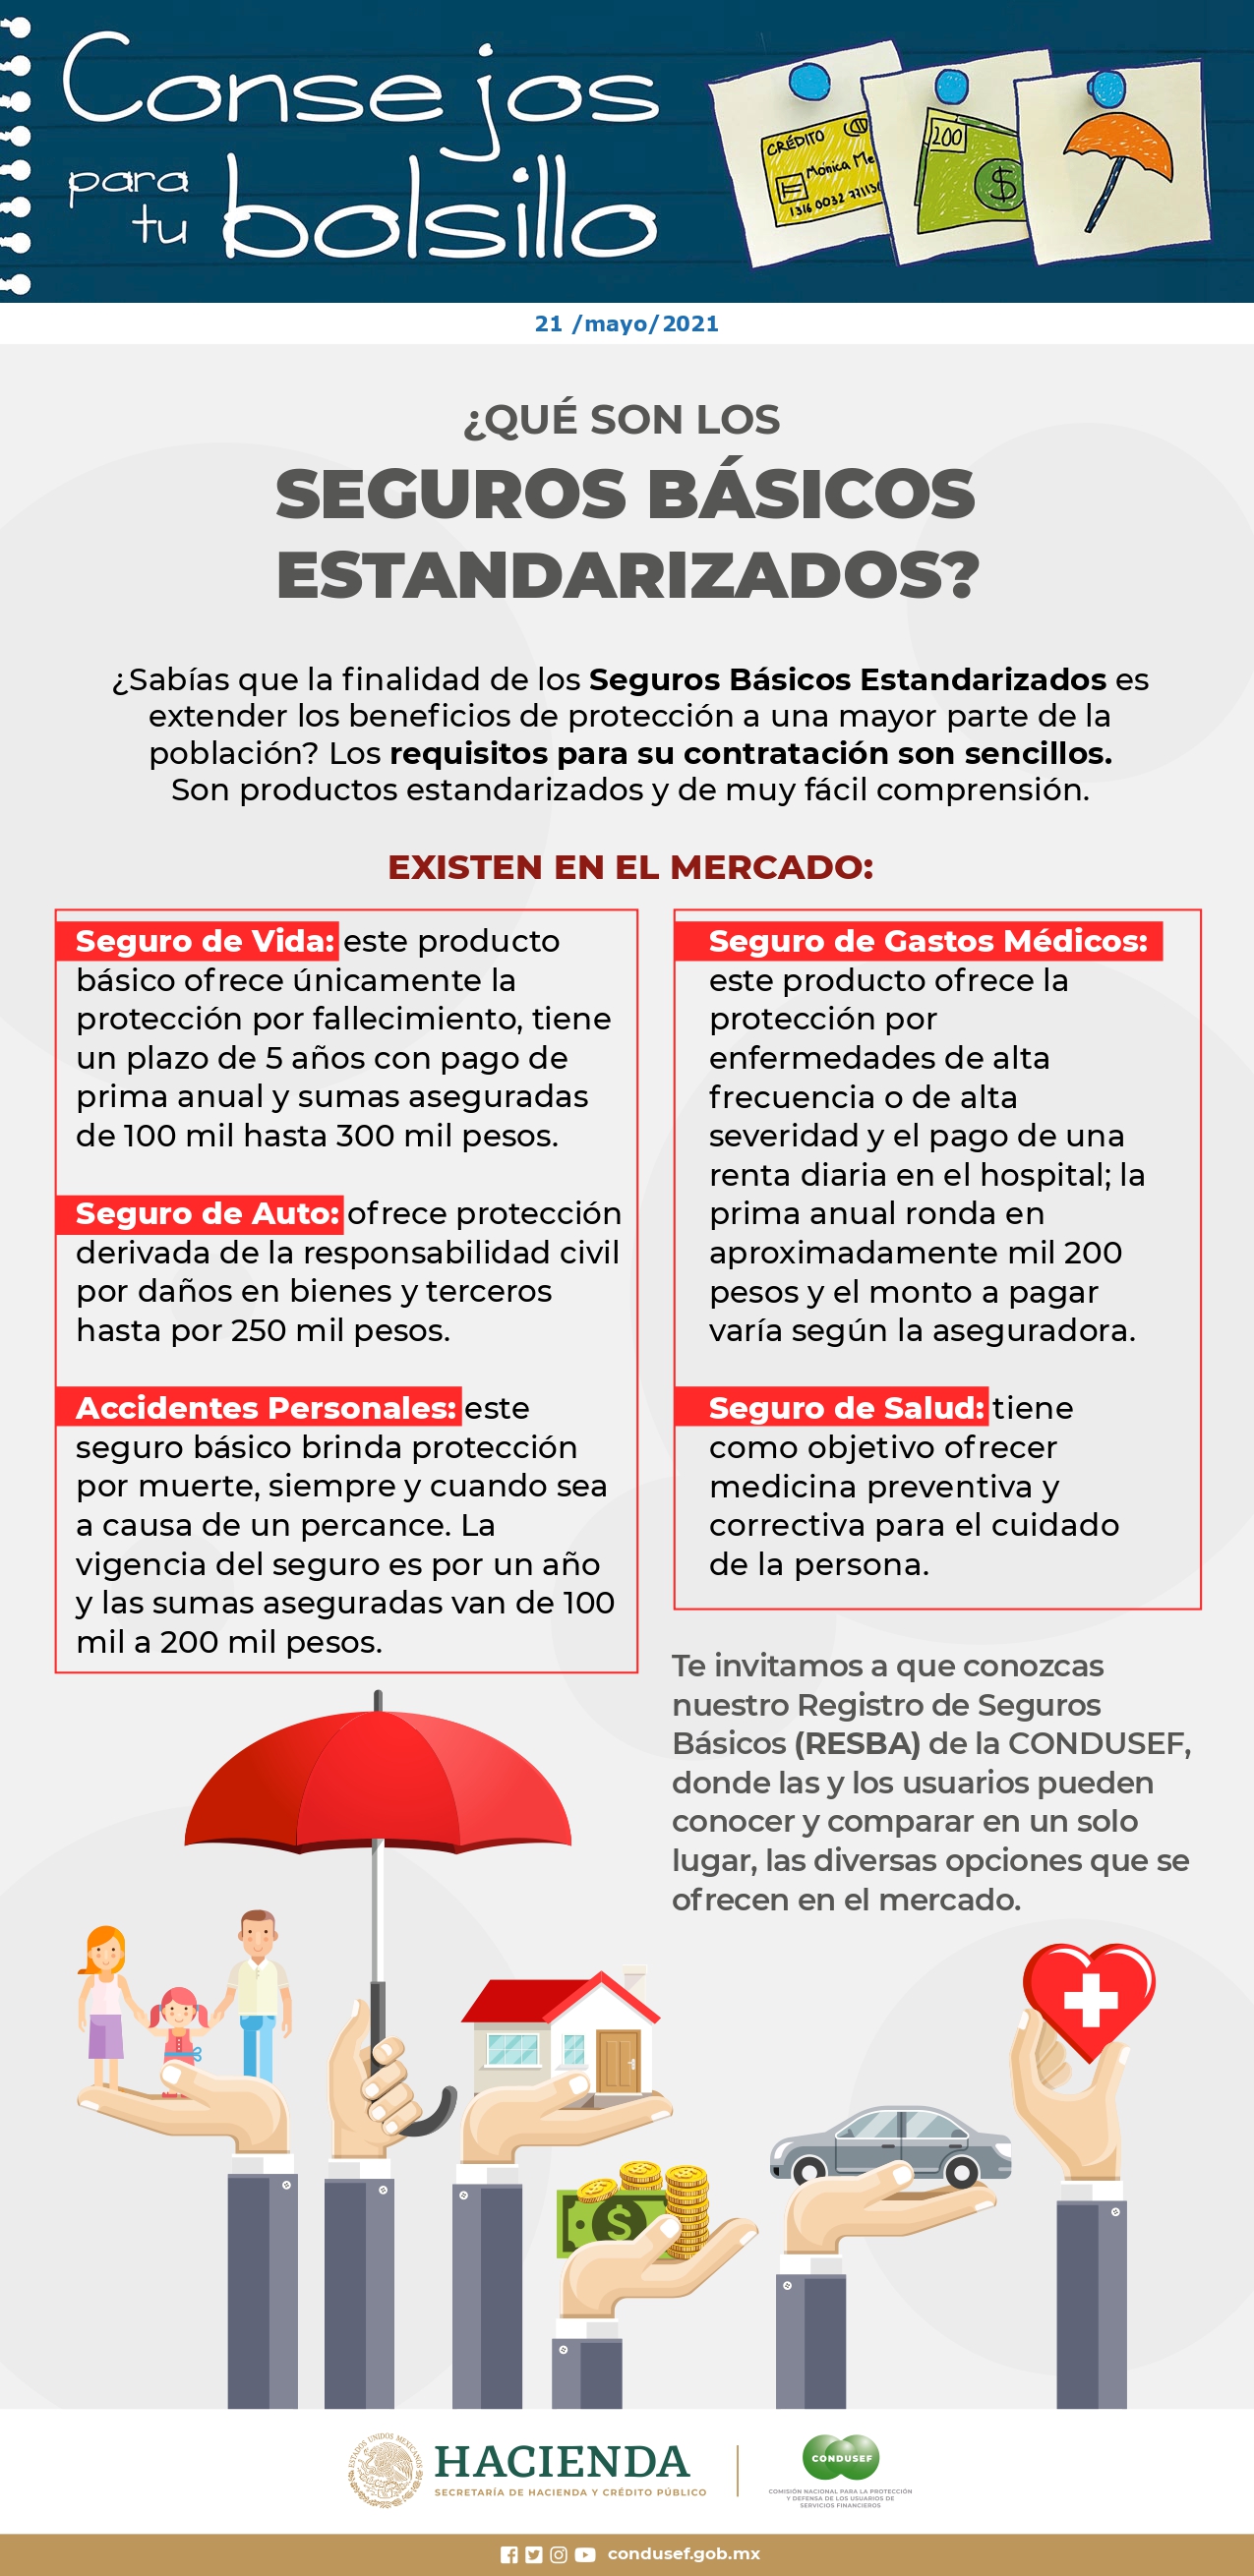 Consejos
para
tu bolsillo
CRÉDITO
Mónica Me
1316 0032 77113
200
$
21 /mayo/2021
¿QUÉ SON LOS
SEGUROS BÁSICOS
ESTANDARIZADOS?
¿Sabías que la finalidad de los Seguros Básicos Estandarizados es
extender los beneficios de protección a una mayor parte de la
población? Los requisitos para su contratación son sencillos.
Son productos estandarizados y de muy fácil comprensión.
EXISTEN EN EL MERCADO:
Seguro de Vida: este producto
básico ofrece únicamente la
protección por fallecimiento, tiene
un plazo de 5 años con pago de
prima anual y sumas aseguradas
de 100 mil hasta 300 mil pesos.
Seguro de Auto: ofrece protección
derivada de la responsabilidad civil
por daños en bienes y terceros
hasta por 250 mil pesos.
Accidentes Personales: este
seguro básico brinda protección
por muerte, siempre y cuando sea
a causa de un percance. La
vigencia del seguro es por un año
y las sumas aseguradas van de 100
mil a 200 mil pesos.
Seguro de Gastos Médicos:
este producto ofrece la
protección por
enfermedades de alta
frecuencia o de alta
severidad y el pago de una
renta diaria en el hospital; la
prima anual ronda en
aproximadamente mil 200
pesos y el monto a pagar
varía según la aseguradora.
Seguro de Salud: tiene
como objetivo ofrecer
medicina preventiva y
correctiva para el cuidado
de la persona.
Te invitamos a que conozcas
nuestro Registro de Seguros
Básicos (RESBA) de la CONDUSEF,
donde las y los usuarios pueden
conocer y comparar en un solo
lugar, las diversas opciones que se
ofrecen en el mercado.
$
ESTADOS UNIDOS MEXICANOS
HACIENDA
SECRETARÍA DE HACIENDA Y CRÉDITO PÚBLICO
CONDUSEF
COMISIÓN NACIONAL PARA LA PROTECCIÓN
Y DEFENSA DE LOS USUARIOS DE
SERVICIOS FINANCIEROS
condusef.gob.mx